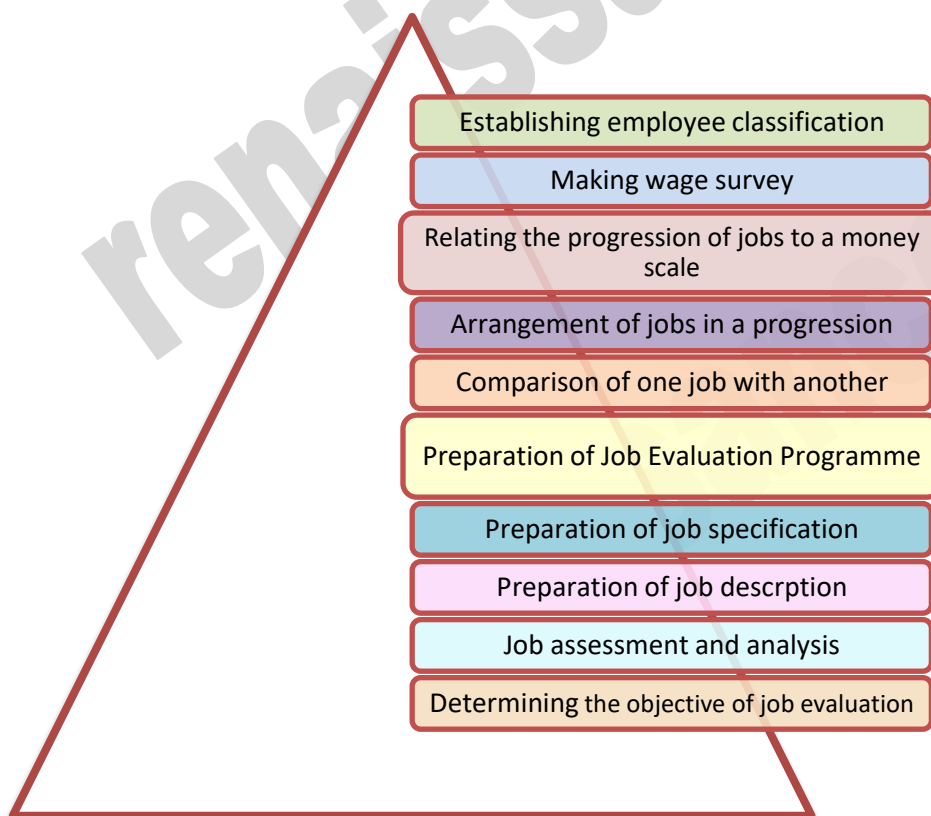 renaiss
Establishing employee classification
Making wage survey
Relating the progression of jobs to a money
scale
Arrangement of jobs in a progression
Comparison of one job with another
Preparation of Job Evaluation Programme
Preparation of job specification
Preparation of job descrption
Job assessment and analysis
Determining the objective of job evaluation